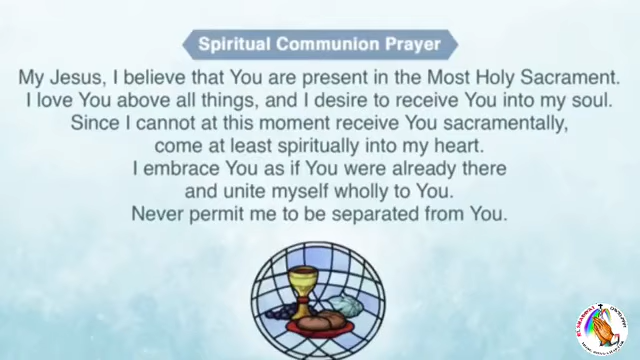 Spiritual Communion Prayer
My Jesus, I believe that You are present in the Most Holy Sacrament.
I love You above all things, and I desire to receive You into my soul.
Since I cannot at this moment receive You sacramentally,
come at least spiritually into my heart.
I embrace You as if You were already there
and unite myself wholly to You.
Never permit me to be separated from You.